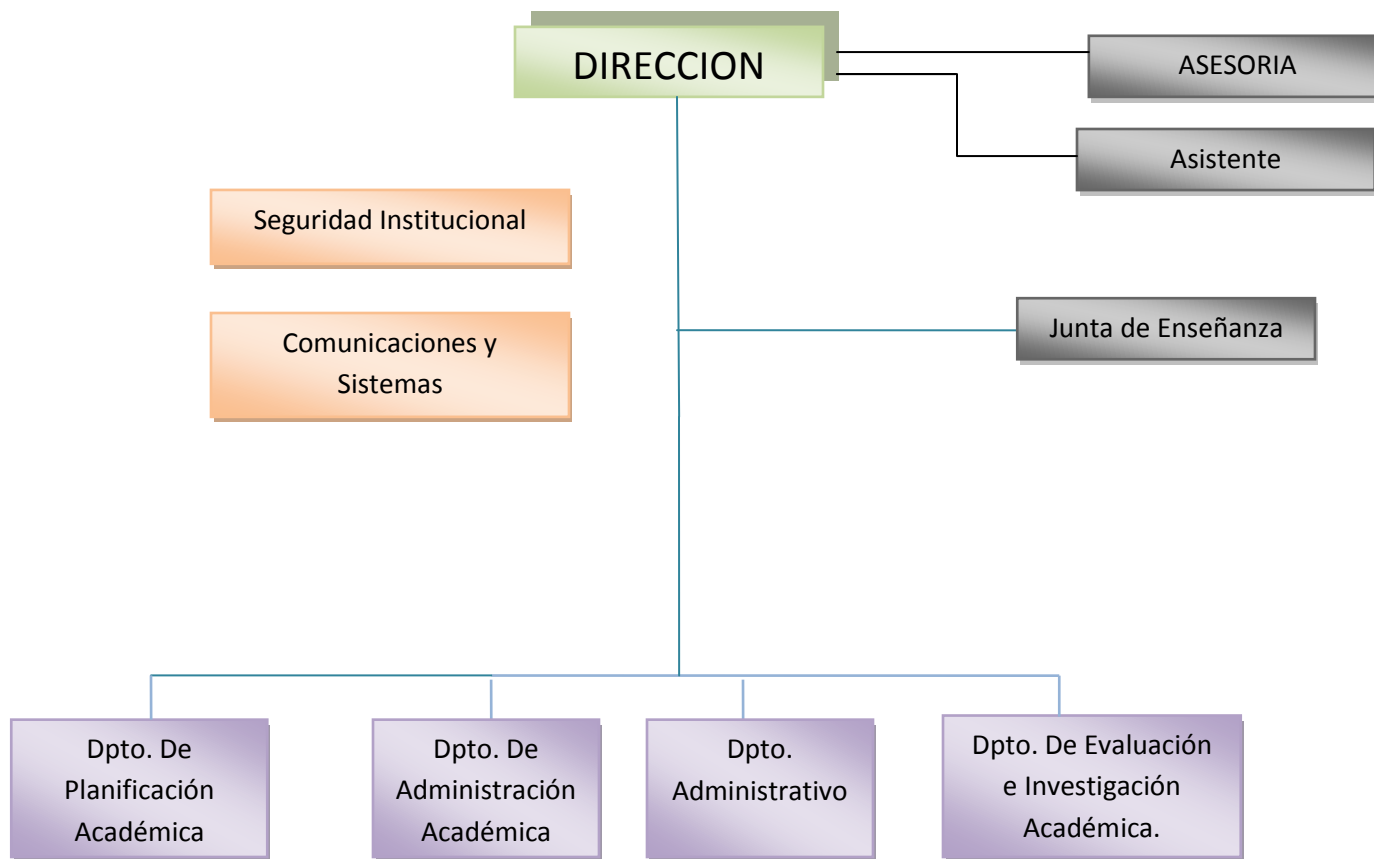 DIRECCION
ASESORIA
Asistente
Seguridad Institucional
Comunicaciones y
Sistemas
Junta de Enseñanza
Dpto. De
Planificación
Académica
Dpto. De
Administración
Académica
Dpto.
Administrativo
Dpto. De Evaluación
e Investigación
Académica.